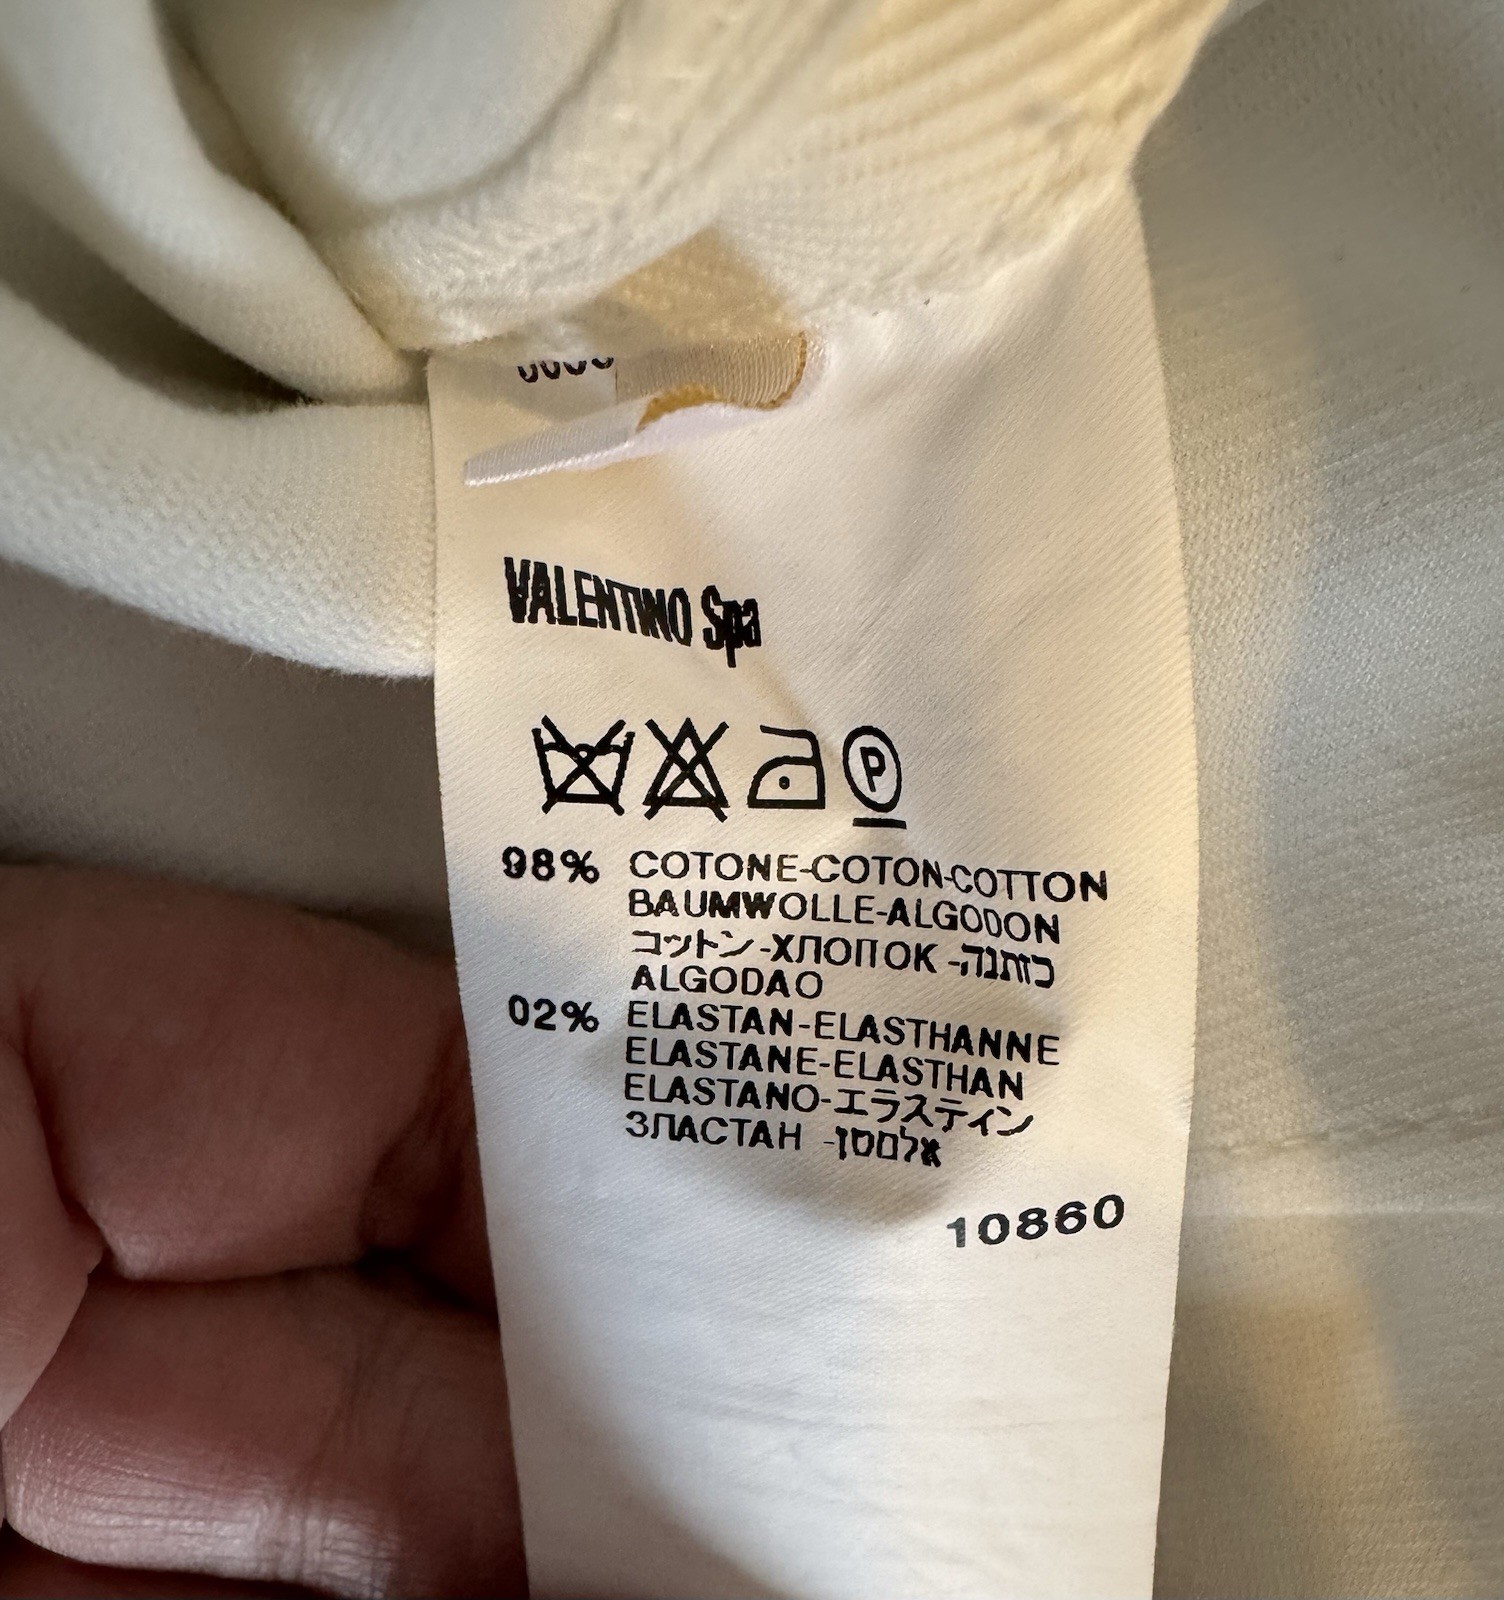 VALENTINO Spa
P
98% COTONE-COTON-COTTON
BAUMWOLLE-ALGODON
コットン-ХЛОПОК -כותנה
ALGODAO
02% ELASTAN-ELASTHANNE
ELASTANE-ELASTHAN
ELASTANO-エラスティン
ЗЛАСТАН -אלסטן
10860